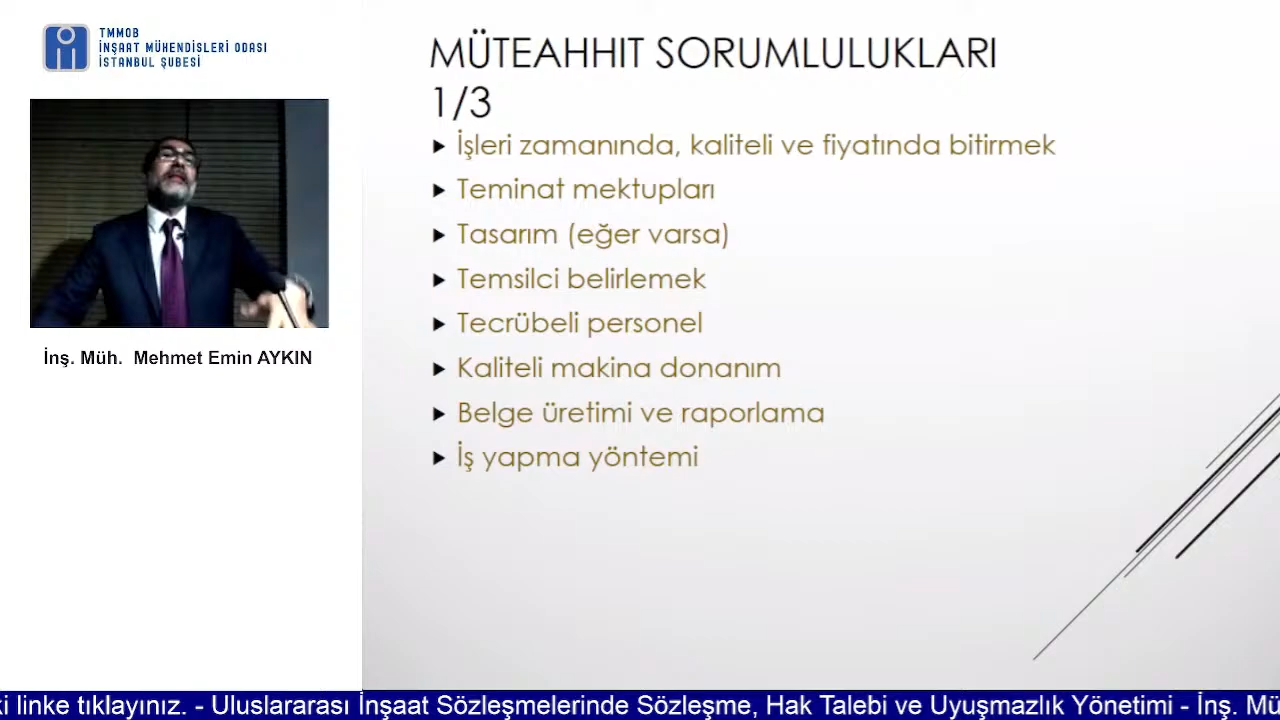 TMMOB
İNŞAAT MÜHENDİSLERİ ODASI
İSTANBUL ŞUBESİ
İnş. Müh. Mehmet Emin AYKIN
MÜTEAHHIT SORUMLULUKLARI
1/3
İşleri zamanında, kaliteli ve fiyatında bitirmek
Teminat mektupları
Tasarım (eğer varsa)
Temsilci belirlemek
Tecrübeli personel
Kaliteli makina donanım
Belge üretimi ve raporlama
İş yapma yöntemi
ki linke tıklayınız. - Uluslararası İnşaat Sözleşmelerinde Sözleşme, Hak Talebi ve Uyuşmazlık Yönetimi - İnş. Mü